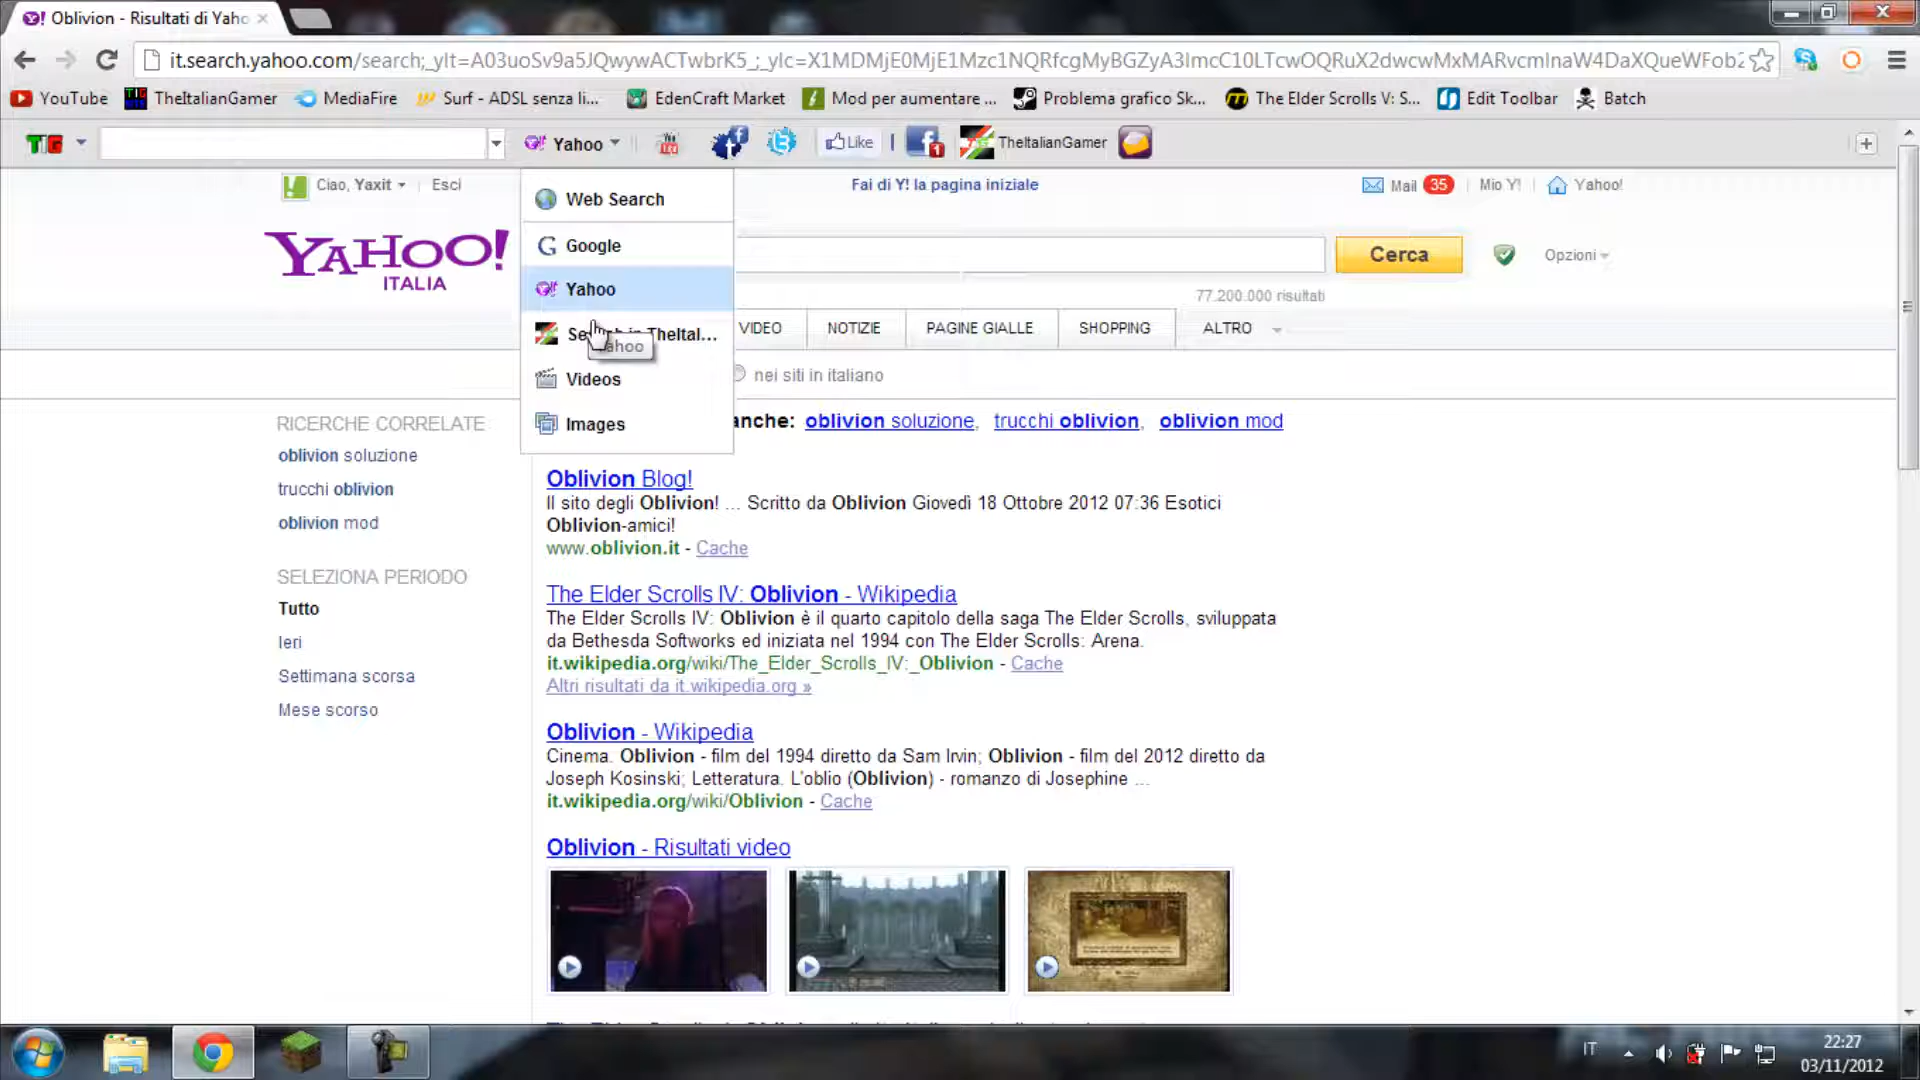 Oblivion - Risultati di Yaho
it.search.yahoo.com/search;_ylt=A03uoSv9a5JQwywACTwbrK5_;_ylc=X1MDMjE0MjE1Mzc1NQRfcgMyBGZyA3lmcC10LTcwOQRuX2dwcwMxMARvcmlnaW4DaXQueWFob2
YouTube TheItalianGamer MediaFire Surf - ADSL senza li... EdenCraft Market Mod per aumentare ... Problema grafico Sk... The Elder Scrolls V: S... Edit Toolbar Batch
TIG Yahoo Like 1 TheItalianGamer
Ciao, Yaxit Esci Fai di Y! la pagina iniziale Mail 35 Mio Y! Yahoo!
Web Search
Google
Yahoo
Videos
Images
Yahoo
YAHOO!
ITALIA
Cerca Opzioni
77.200.000 risultati
VIDEO NOTIZIE PAGINE GIALLE SHOPPING ALTRO
nei siti in italiano
RICERCHE CORRELATE
oblivion soluzione
trucchi oblivion
oblivion mod
SELEZIONA PERIODO
Tutto
Ieri
Settimana scorsa
Mese scorso
anche: oblivion soluzione, trucchi oblivion, oblivion mod
Oblivion Blog!
Il sito degli Oblivion! ... Scritto da Oblivion Giovedì 18 Ottobre 2012 07:36 Esotici
Oblivion-amici!
www.oblivion.it - Cache
The Elder Scrolls IV: Oblivion - Wikipedia
The Elder Scrolls IV: Oblivion è il quarto capitolo della saga The Elder Scrolls, sviluppata
da Bethesda Softworks ed iniziata nel 1994 con The Elder Scrolls: Arena.
it.wikipedia.org/wiki/The_Elder_Scrolls_IV:_Oblivion - Cache
Altri risultati da it.wikipedia.org »
Oblivion - Wikipedia
Cinema. Oblivion - film del 1994 diretto da Sam Irvin; Oblivion - film del 2012 diretto da
Joseph Kosinski; Letteratura. L'oblio (Oblivion) - romanzo di Josephine ...
it.wikipedia.org/wiki/Oblivion - Cache
Oblivion - Risultati video
IT
22:27
03/11/2012